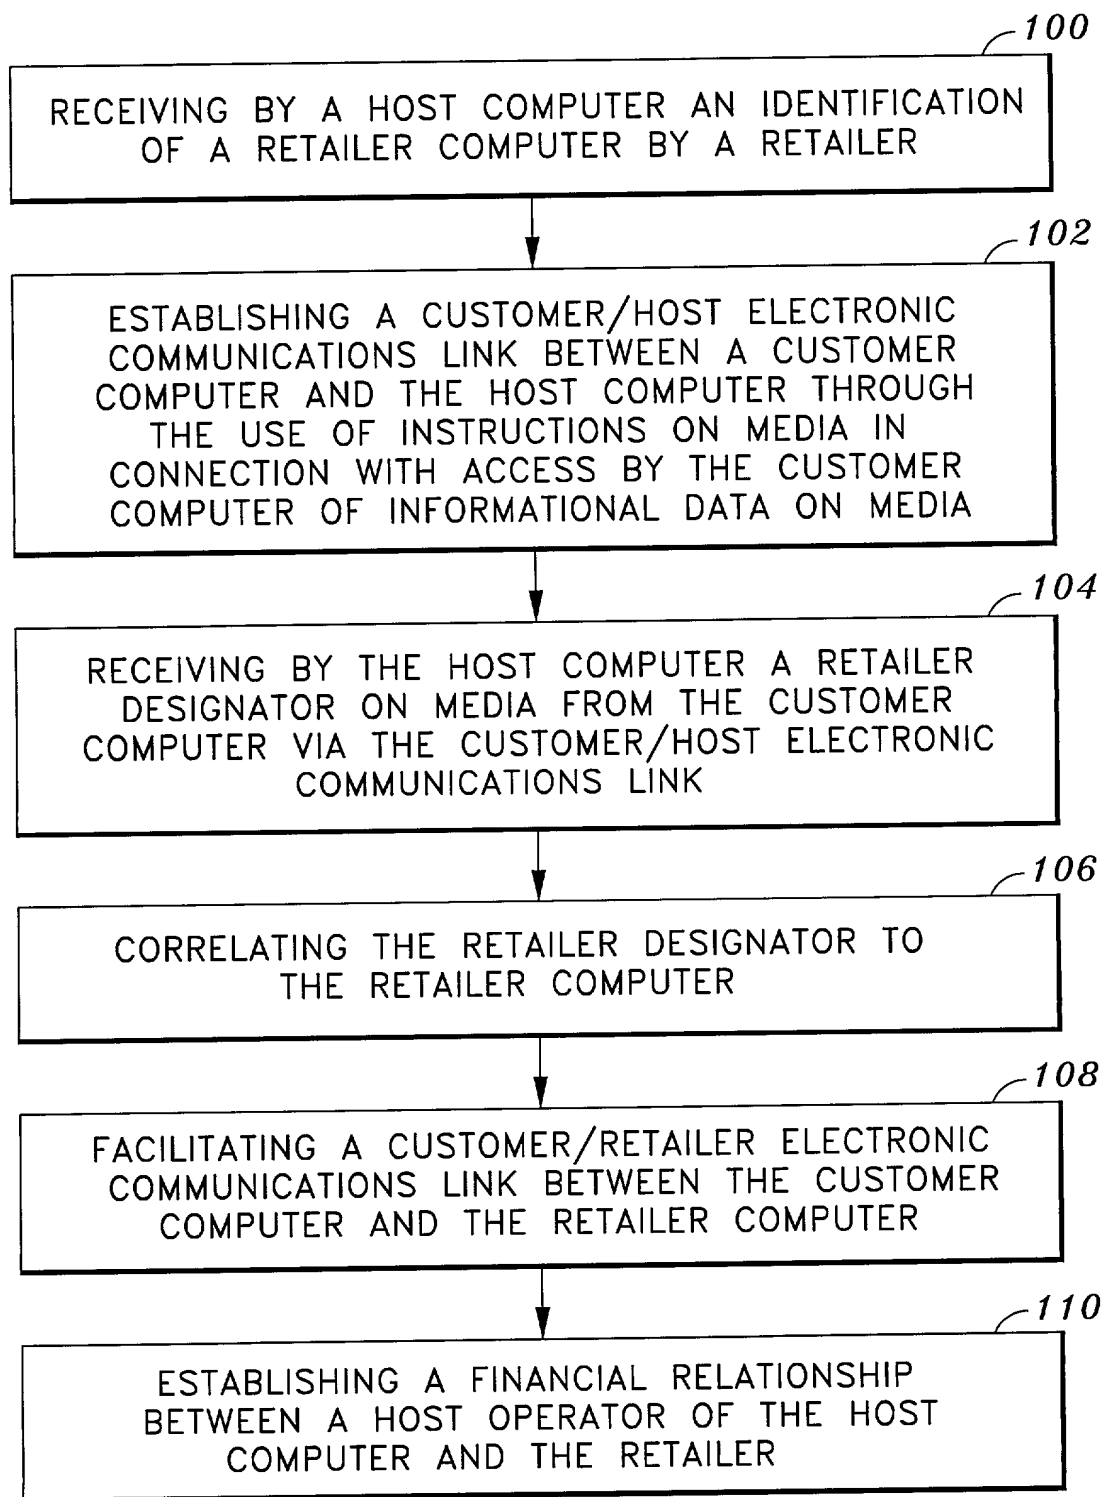 100
RECEIVING BY A HOST COMPUTER AN IDENTIFICATION
OF A RETAILER COMPUTER BY A RETAILER
102
ESTABLISHING A CUSTOMER/HOST ELECTRONIC
COMMUNICATIONS LINK BETWEEN A CUSTOMER
COMPUTER AND THE HOST COMPUTER THROUGH
THE USE OF INSTRUCTIONS ON MEDIA IN
CONNECTION WITH ACCESS BY THE CUSTOMER
COMPUTER OF INFORMATIONAL DATA ON MEDIA
104
RECEIVING BY THE HOST COMPUTER A RETAILER
DESIGNATOR ON MEDIA FROM THE CUSTOMER
COMPUTER VIA THE CUSTOMER/HOST ELECTRONIC
COMMUNICATIONS LINK
106
CORRELATING THE RETAILER DESIGNATOR TO
THE RETAILER COMPUTER
108
FACILITATING A CUSTOMER/RETAILER ELECTRONIC
COMMUNICATIONS LINK BETWEEN THE CUSTOMER
COMPUTER AND THE RETAILER COMPUTER
110
ESTABLISHING A FINANCIAL RELATIONSHIP
BETWEEN A HOST OPERATOR OF THE HOST
COMPUTER AND THE RETAILER